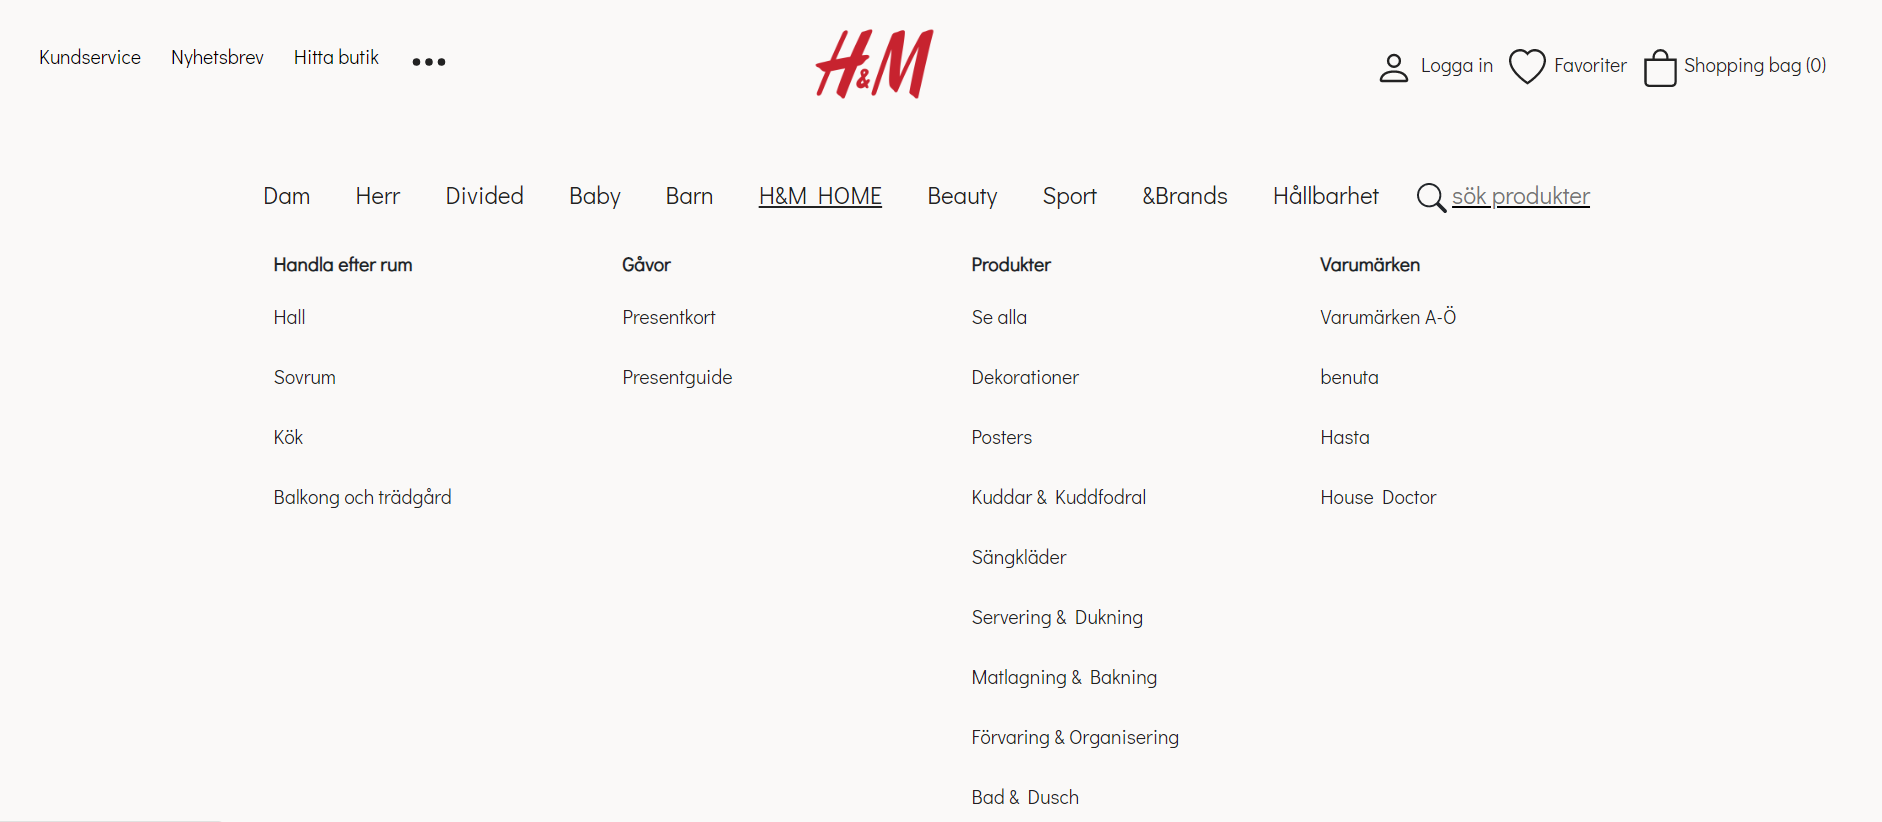 Kundservice Nyhetsbrev Hitta butik
H&M
Logga in Favoriter Shopping bag (0)
Dam Herr Divided Baby Barn H&M HOME Beauty Sport &Brands Hållbarhet sök produkter
Handla efter rum
Hall
Sovrum
Kök
Balkong och trädgård
Gåvor
Presentkort
Presentguide
Produkter
Se alla
Dekorationer
Posters
Kuddar & Kuddfodral
Sängkläder
Servering & Dukning
Matlagning & Bakning
Förvaring & Organisering
Bad & Dusch
Varumärken
Varumärken A-Ö
benuta
Hasta
House Doctor